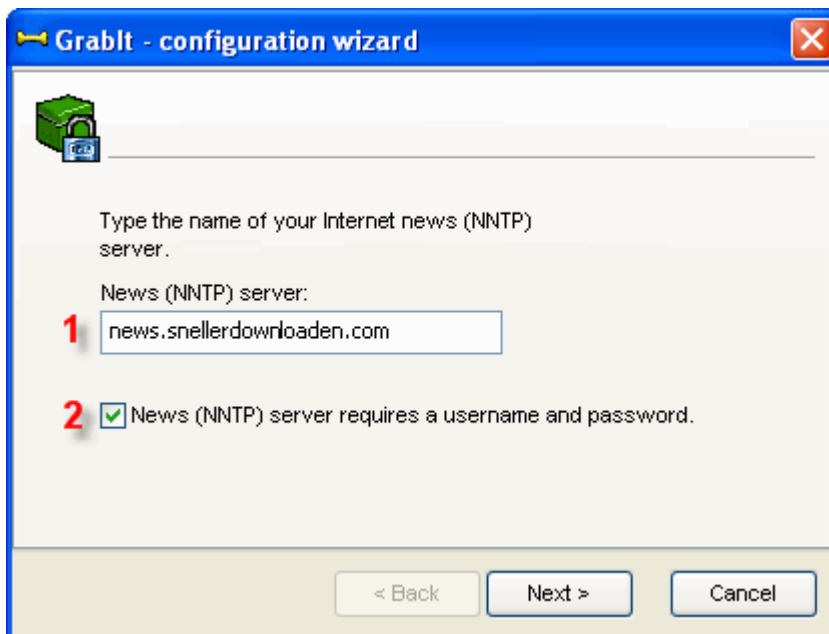 GrabIt - configuration wizard
Type the name of your Internet news (NNTP)
server.
News (NNTP) server:
1 news.snellerdownloaden.com
2 News (NNTP) server requires a username and password.
< Back Next > Cancel